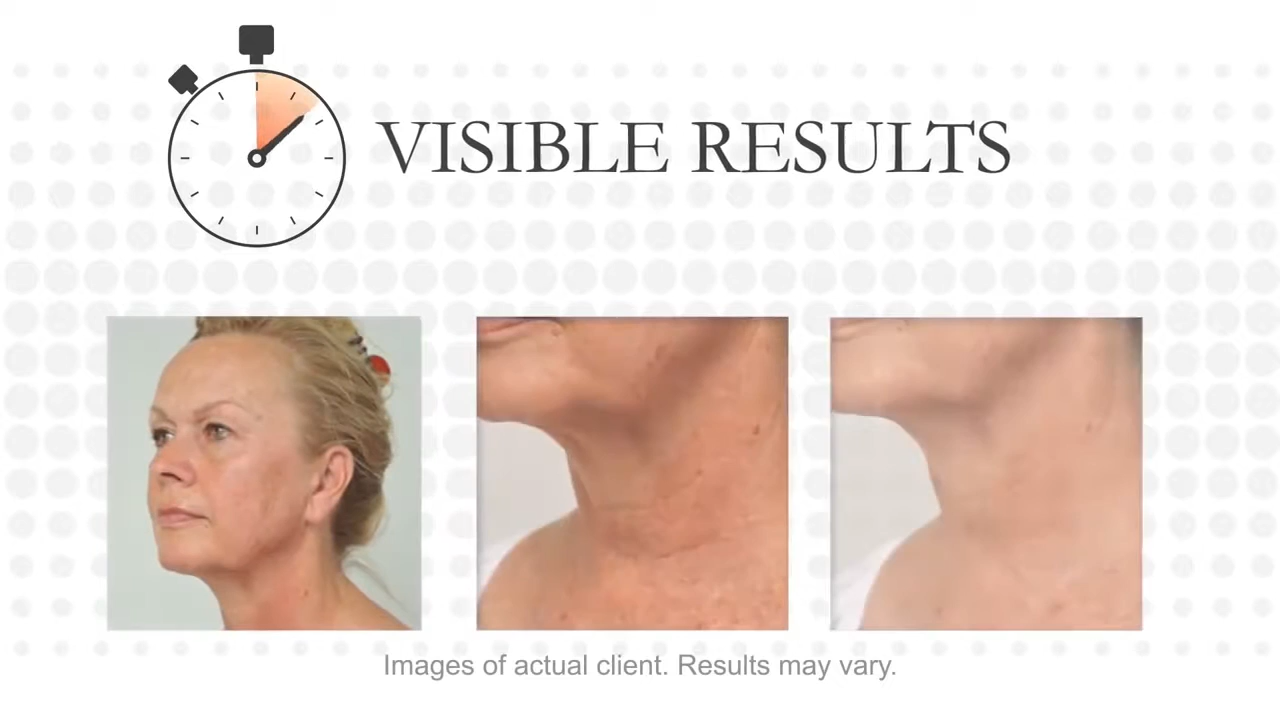 VISIBLE RESULTS
Images of actual client. Results may vary.